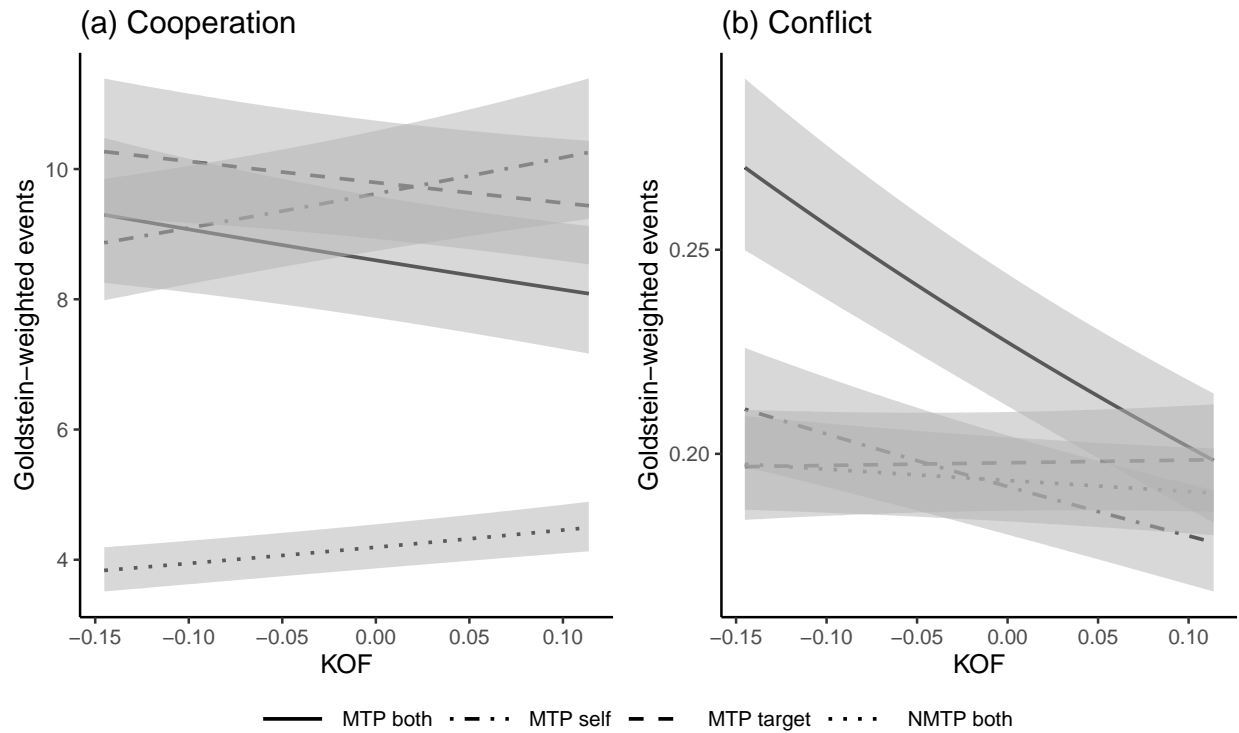 (a) Cooperation
Goldstein−weighted events
10
8
6
4
−0.15 −0.10 −0.05 0.00 0.05 0.10
KOF
(b) Conflict
Goldstein−weighted events
0.25
0.20
−0.15 −0.10 −0.05 0.00 0.05 0.10
KOF
MTP both MTP self MTP target NMTP both